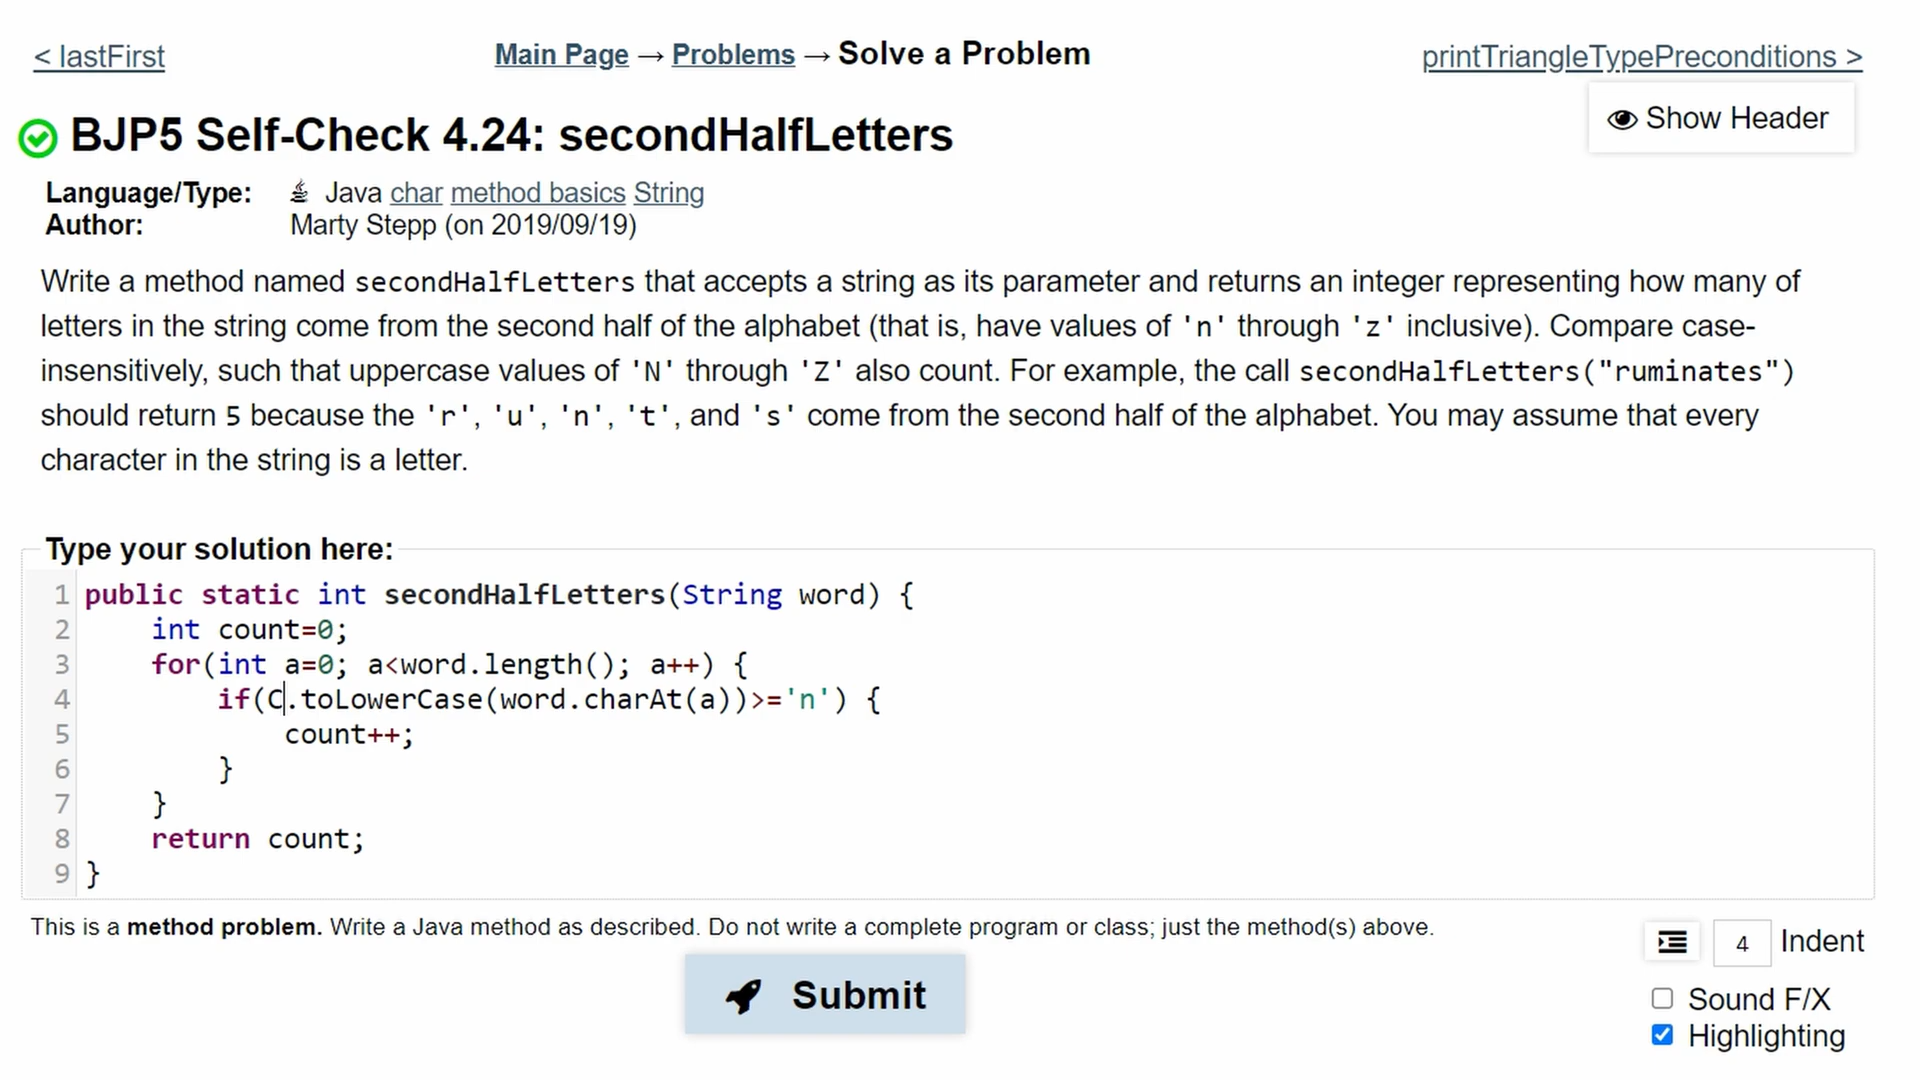 < lastFirst
Main Page → Problems → Solve a Problem
printTriangleTypePreconditions >
Show Header
BJP5 Self-Check 4.24: secondHalfLetters
Language/Type: Java char method basics String
Author: Marty Stepp (on 2019/09/19)
Write a method named secondHalfLetters that accepts a string as its parameter and returns an integer representing how many of
letters in the string come from the second half of the alphabet (that is, have values of 'n' through 'z' inclusive). Compare case-
insensitively, such that uppercase values of 'N' through 'Z' also count. For example, the call secondHalfLetters("ruminates")
should return 5 because the 'r', 'u', 'n', 't', and 's' come from the second half of the alphabet. You may assume that every
character in the string is a letter.
Type your solution here:
1 public static int secondHalfLetters(String word) {
2     int count=0;
3     for(int a=0; a<word.length(); a++) {
4         if(C.toLowerCase(word.charAt(a))>='n') {
5             count++;
6         }
7     }
8     return count;
9 }
This is a method problem. Write a Java method as described. Do not write a complete program or class; just the method(s) above.
4 Indent
Submit
Sound F/X
Highlighting